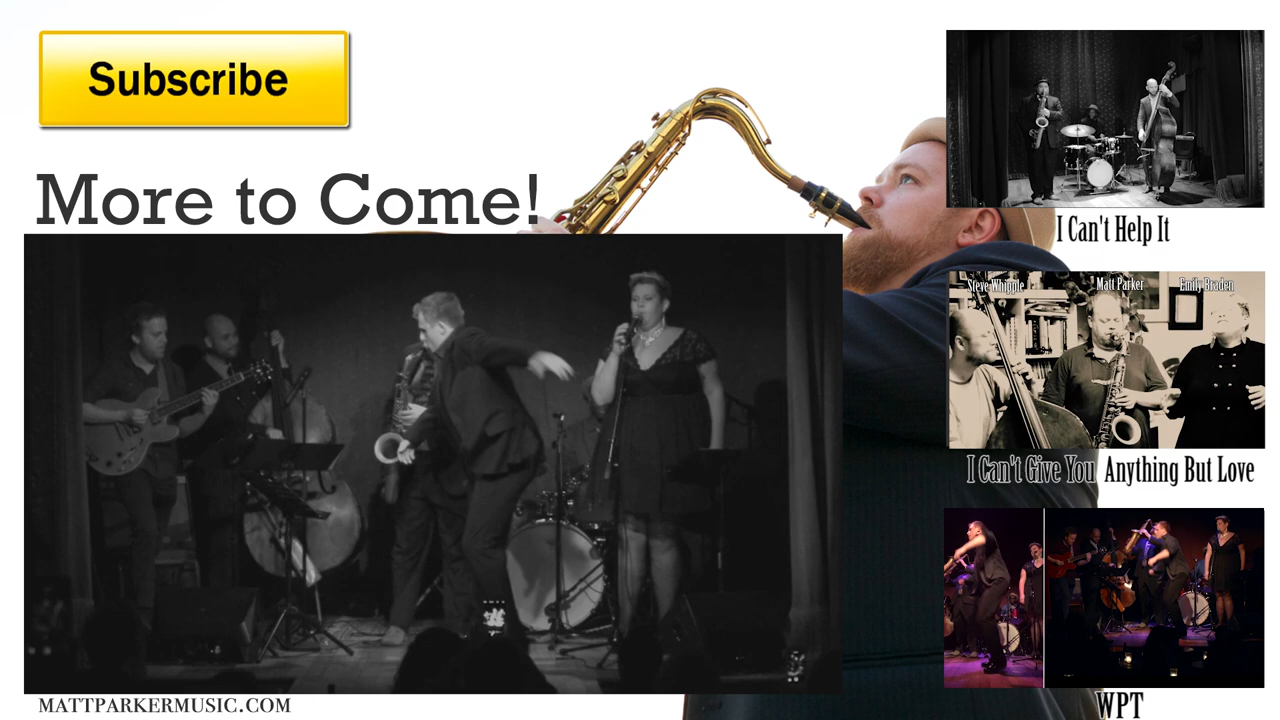 Subscribe
More to Come!
I Can't Help It
Steve Whipple
Matt Parker
Emily Braden
I Can't Give You Anything But Love
WPT
MATTPARKERMUSIC.COM